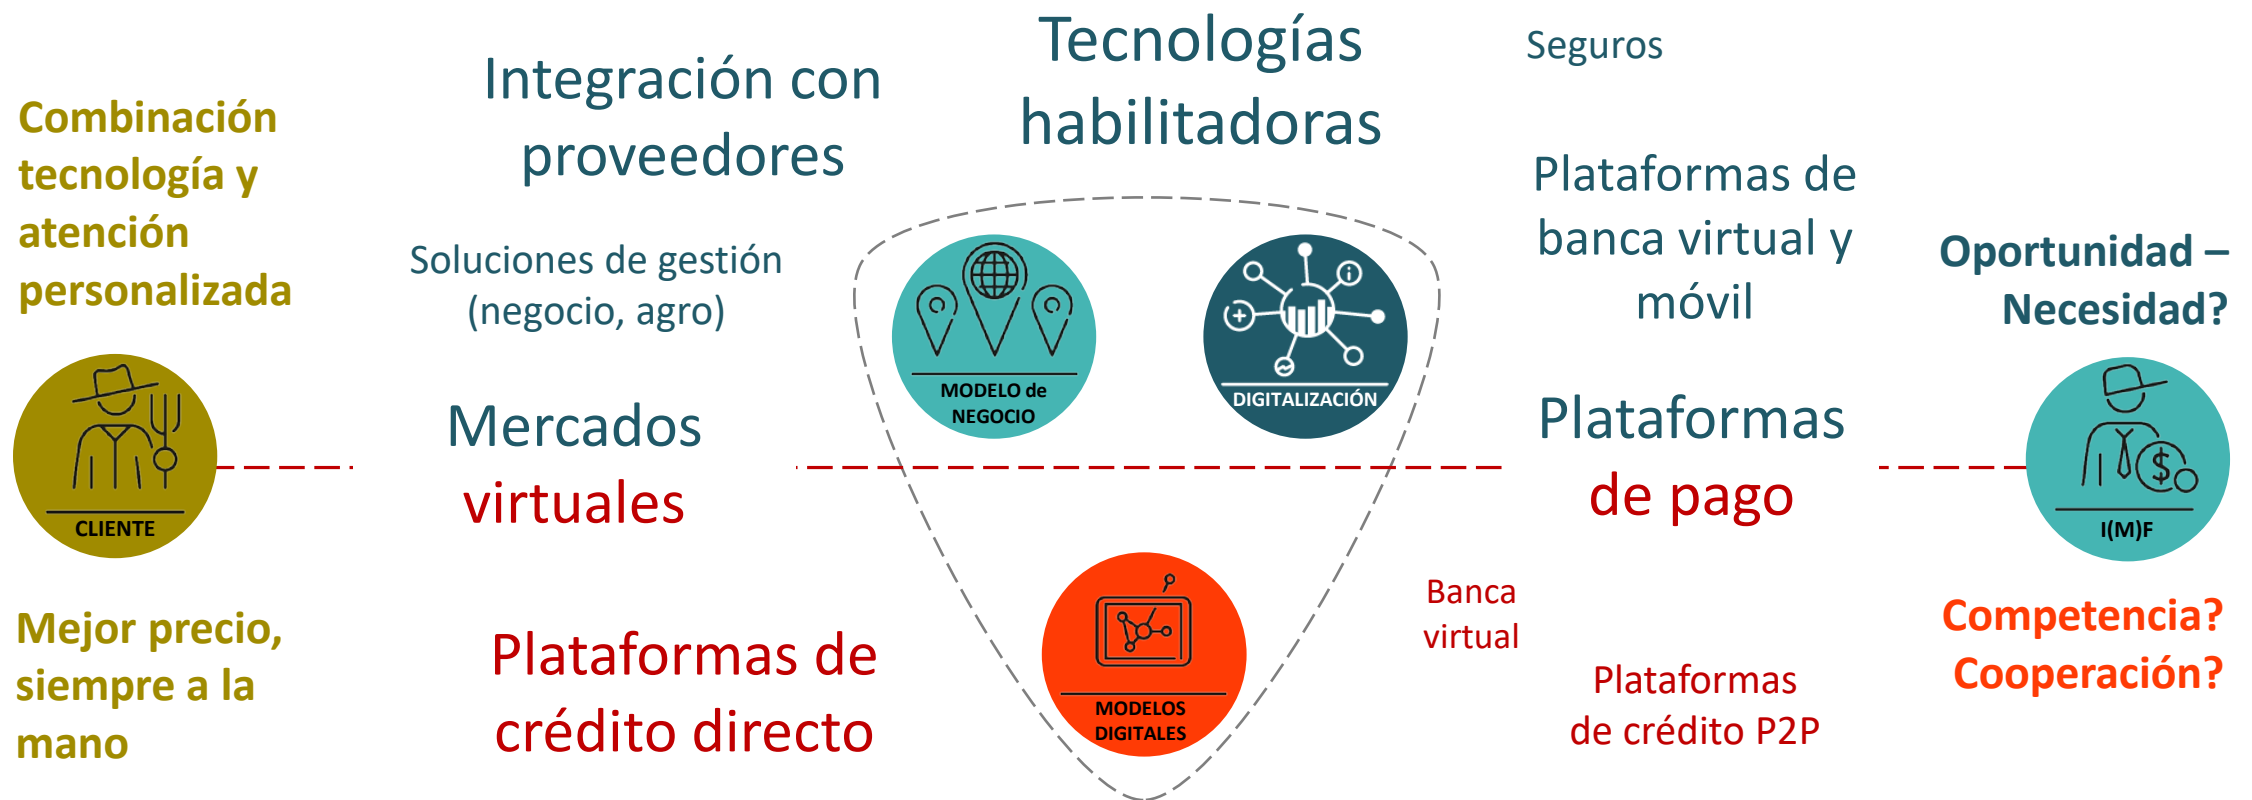 Combinación
tecnología y
atención
personalizada
CLIENTE
Mejor precio,
siempre a la
mano
Integración con
proveedores
Soluciones de gestión
(negocio, agro)
Mercados
virtuales
Plataformas de
crédito directo
Tecnologías
habilitadoras
MODELO de
NEGOCIO
DIGITALIZACIÓN
MODELOS
DIGITALES
Seguros
Plataformas de
banca virtual y
móvil
Plataformas
de pago
Banca
virtual
Plataformas
de crédito P2P
Oportunidad –
Necesidad?
$
I(M)F
Competencia?
Cooperación?